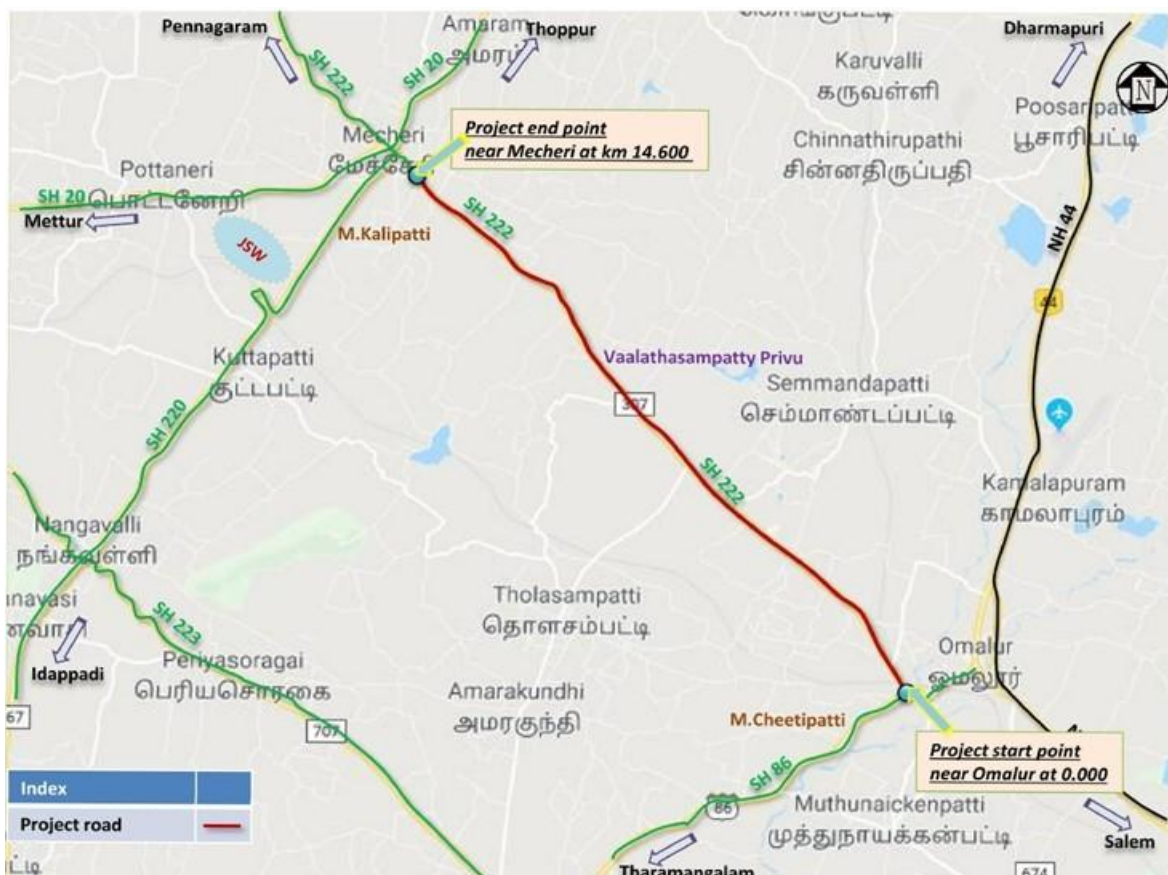 Pennagaram
Amaram
அமரம்
Thoppur
Dharmapuri
SH 222
SH 20
Karuvalli
கருவள்ளி
N
Mecheri
Project end point
near Mecheri at km 14.600
Chinnathirupathi
சின்னதிருப்பதி
Pottaneri
பொட்டனேரி
SH 20
Mettur
JSW
M.Kalipatti
SH 222
NH 44
44
Kuttapatti
குட்டபட்டி
Vaalathasampatty Privu
Semmandapatti
செம்மாண்டப்பட்டி
SH 220
SH 222
Kamalapuram
காமலாபுரம்
Nangavalli
நங்கவள்ளி
Tholasampatti
தொளசம்பட்டி
SH 223
Idappadi
Periyasoragai
பெரியசொரகை
Omalur
ஓமலூர்
67
707
Amarakundhi
அமரகுந்தி
M.Cheetipatti
Project start point
near Omalur at 0.000
SH 86
86
Index
Project road
Muthunaickenpatti
முத்துநாயக்கன்பட்டி
Salem
Tharamangalam
674